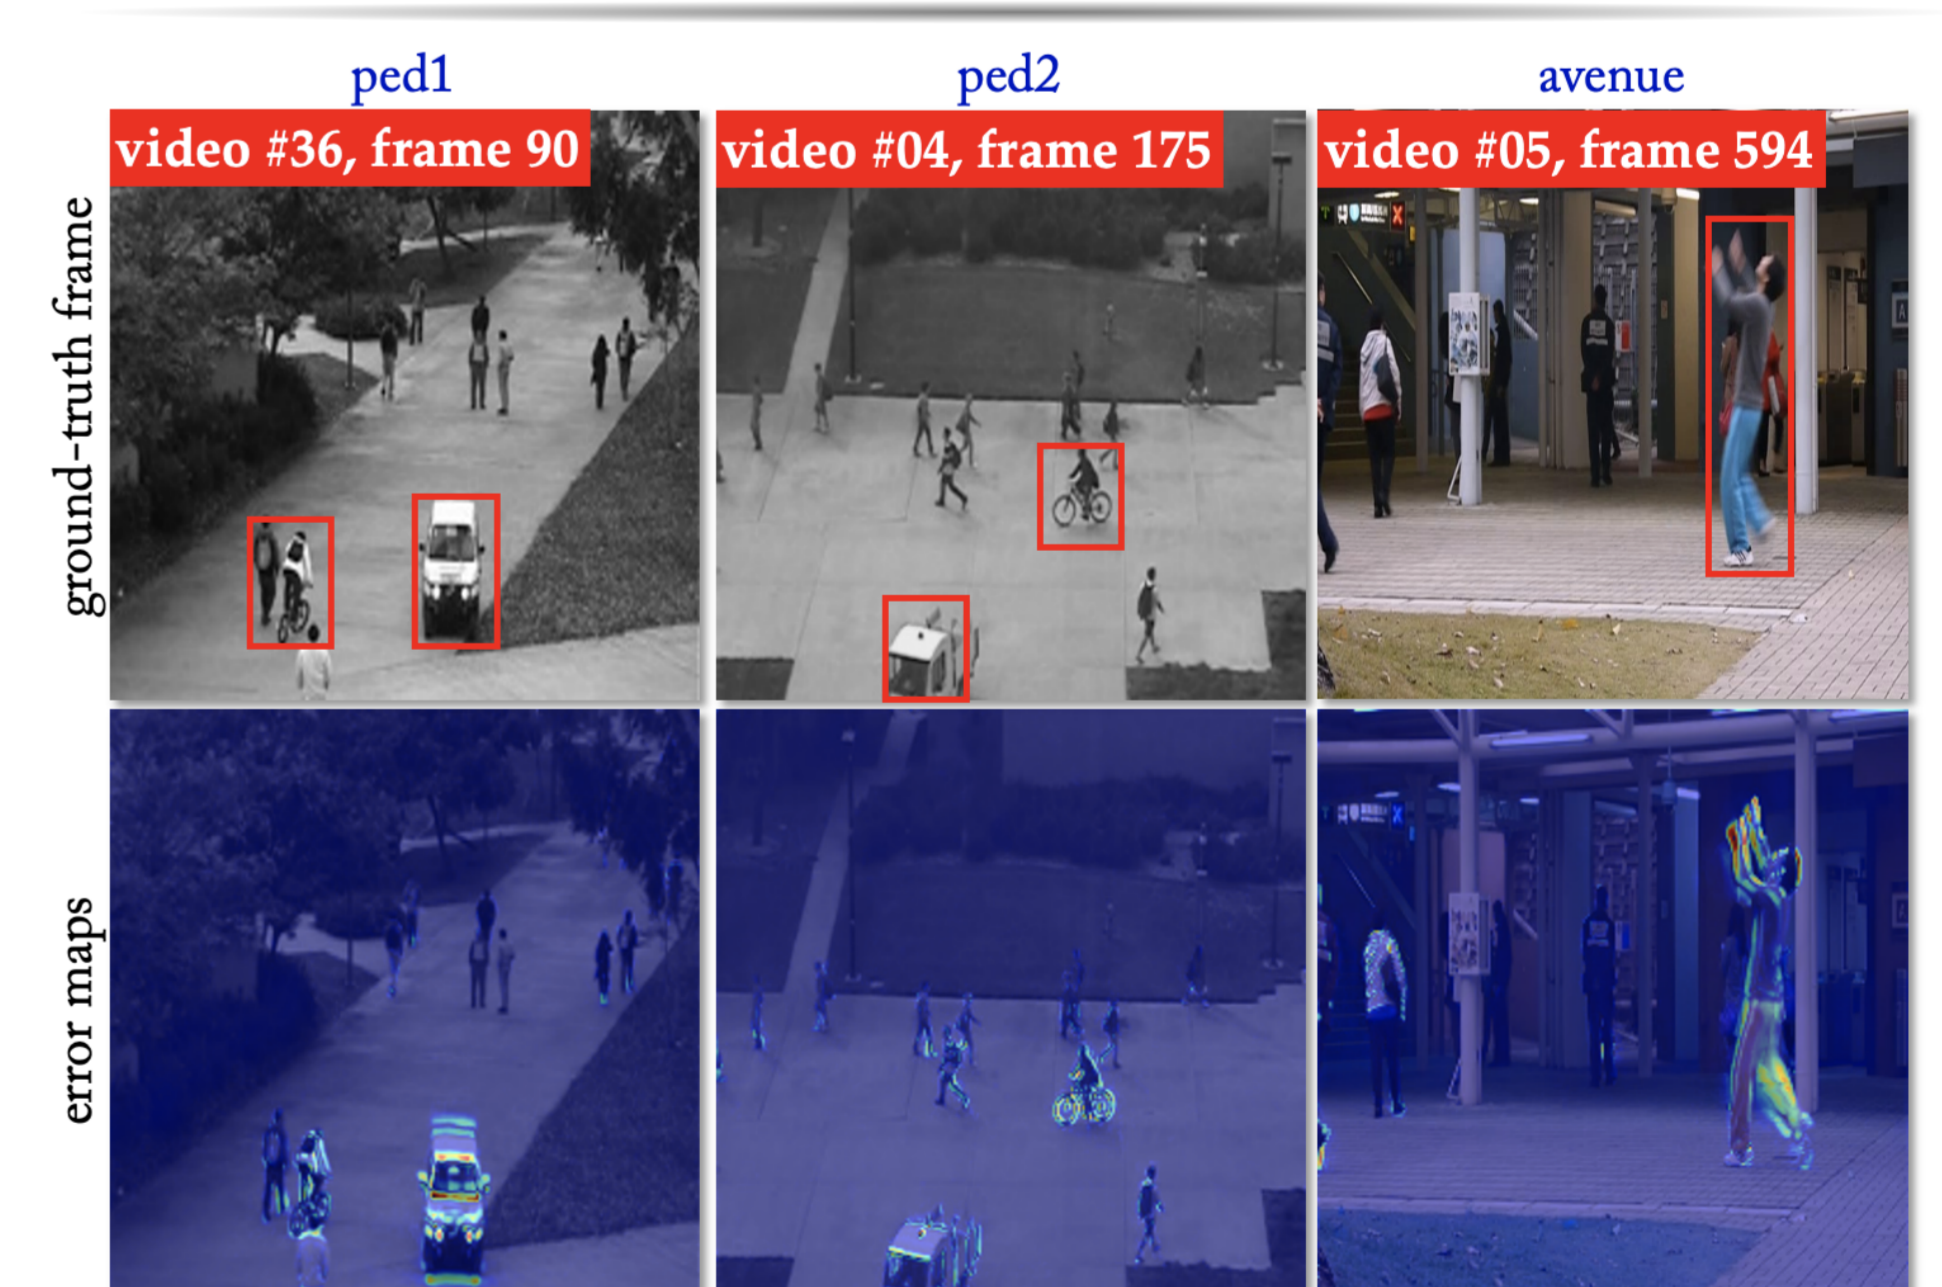 ped1
ped2
avenue
video #36, frame 90
video #04, frame 175
video #05, frame 594
ground-truth frame
error maps